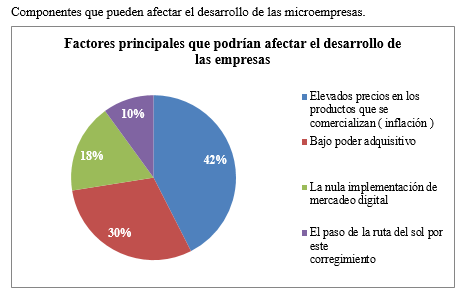 Componentes que pueden afectar el desarrollo de las microempresas.
Factores principales que podrían afectar el desarrollo de
las empresas
10%
18%
42%
30%
Elevados precios en los
productos que se
comercializan ( inflación )
Bajo poder adquisitivo
La nula implementación de
mercadeo digital
El paso de la ruta del sol por
este
corregimiento